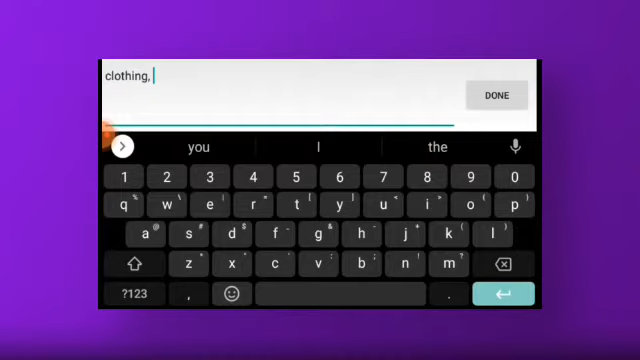 clothing,
DONE
you I the
1 2 3 4 5 6 7 8 9 0
q % w \ e | r = t [ y ] u < i > o ( p )
a @ s # d $ f - g & h - j + k ( l )
z * x " c ' v : b ; n ! m ?
?123 , .